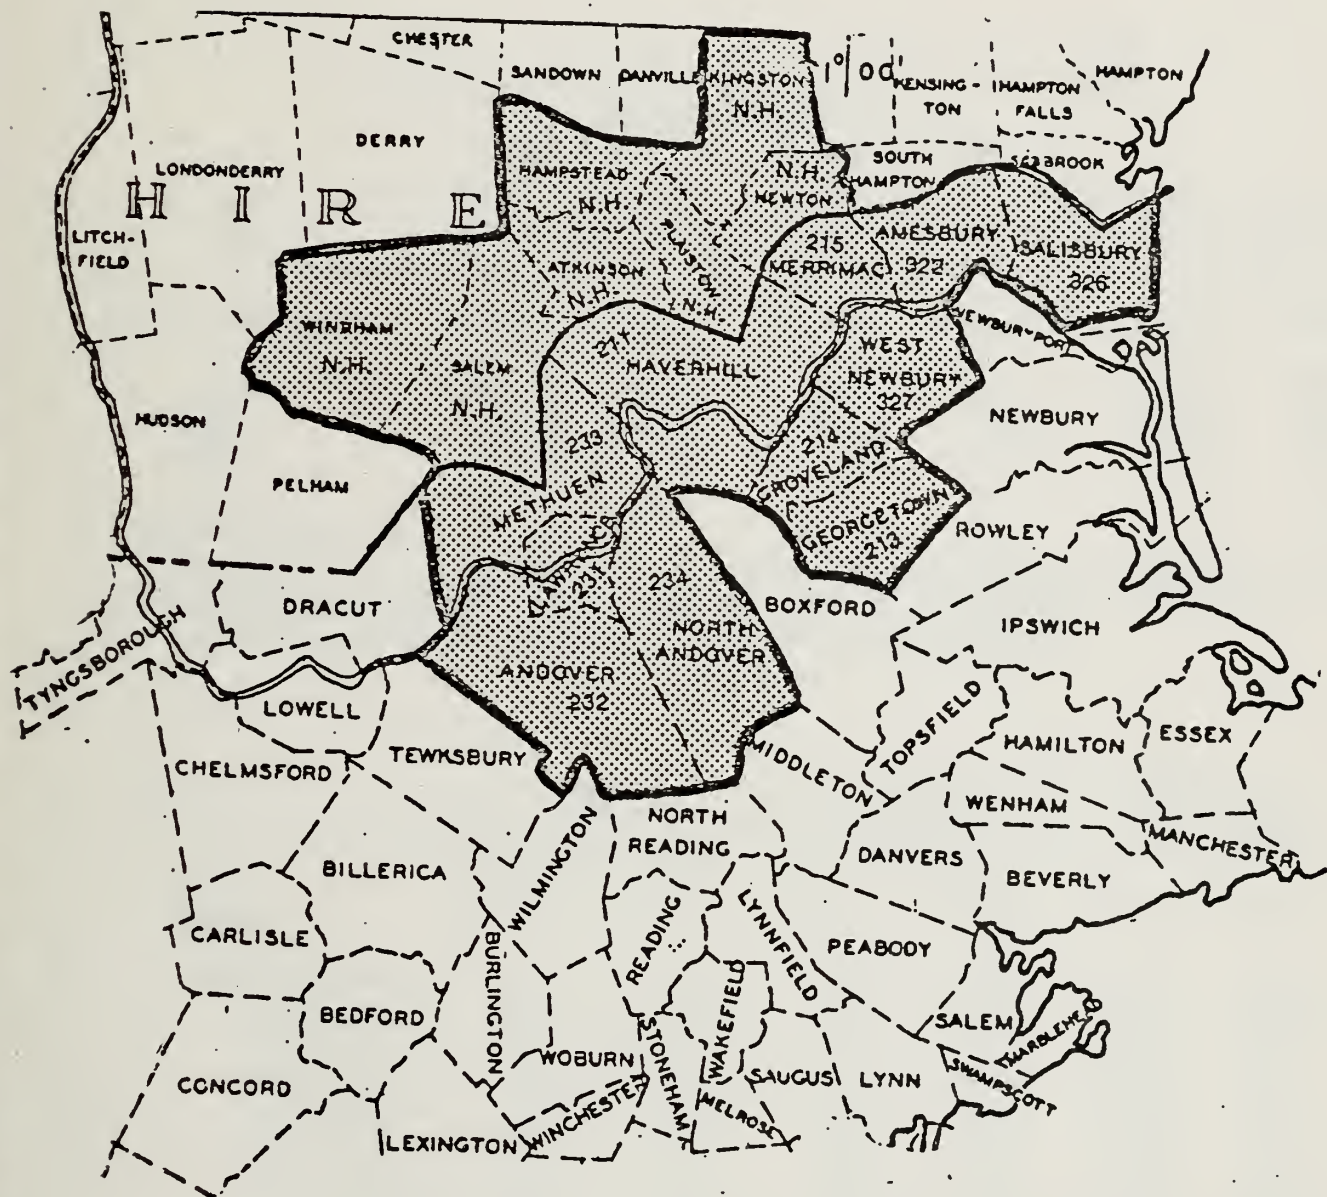 CHESTER
SANDOWN
DANVILLE
KINGSTON
N.H.
1°/00'
KENSING-
TON
HAMPTON
FALLS
HAMPTON
DERRY
LONDONDERRY
HAMPSTEAD
N.H.
N.H.
NEWTON
SOUTH
HAMPTON
SEABROOK
H I R E
LITCH-
FIELD
PLAISTON
N.H.
215
MERRIMAC
AMESBURY
322
SALISBURY
326
ATKINSON
N.H.
WINDHAM
N.H.
SALEM
N.H.
211
HAVERHILL
WEST
NEWBURY
327
NEWBURYPORT
NEWBURY
HUDSON
PELHAM
233
METHUEN
214
GROVELAND
GEORGETOWN
213
ROWLEY
LAWRENCE
231
234
NORTH
ANDOVER
BOXFORD
IPSWICH
DRACUT
TYNGSBOROUGH
ANDOVER
232
LOWELL
CHELMSFORD
TEWKSBURY
MIDDLETON
TOPSFIELD
HAMILTON
ESSEX
WENHAM
MANCHESTER
NORTH
READING
DANVERS
BEVERLY
BILLERICA
WILMINGTON
CARLISLE
READING
LYNNFIELD
PEABODY
BURLINGTON
BEDFORD
WAKEFIELD
SALEM
MARBLEHEAD
SWAMPSCOTT
CONCORD
WOBURN
STONEHAM
SAUGUS
LYNN
LEXINGTON
WINCHESTER
MELROSE